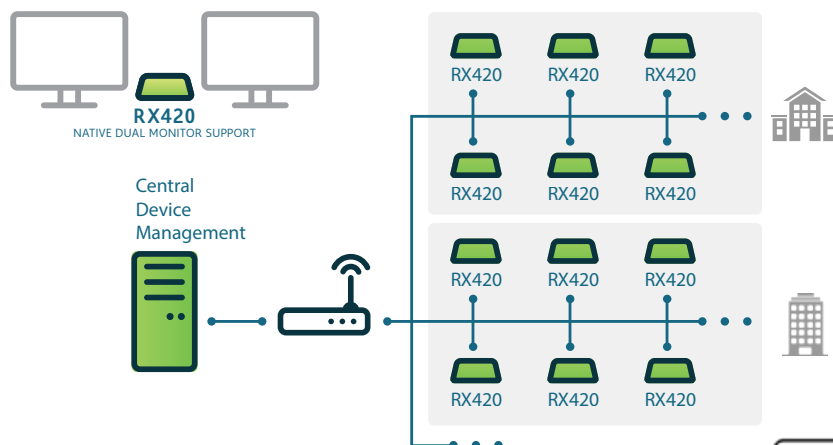 RX420
NATIVE DUAL MONITOR SUPPORT
Central
Device
Management
RX420 RX420 RX420
RX420 RX420 RX420
RX420 RX420 RX420
RX420 RX420 RX420